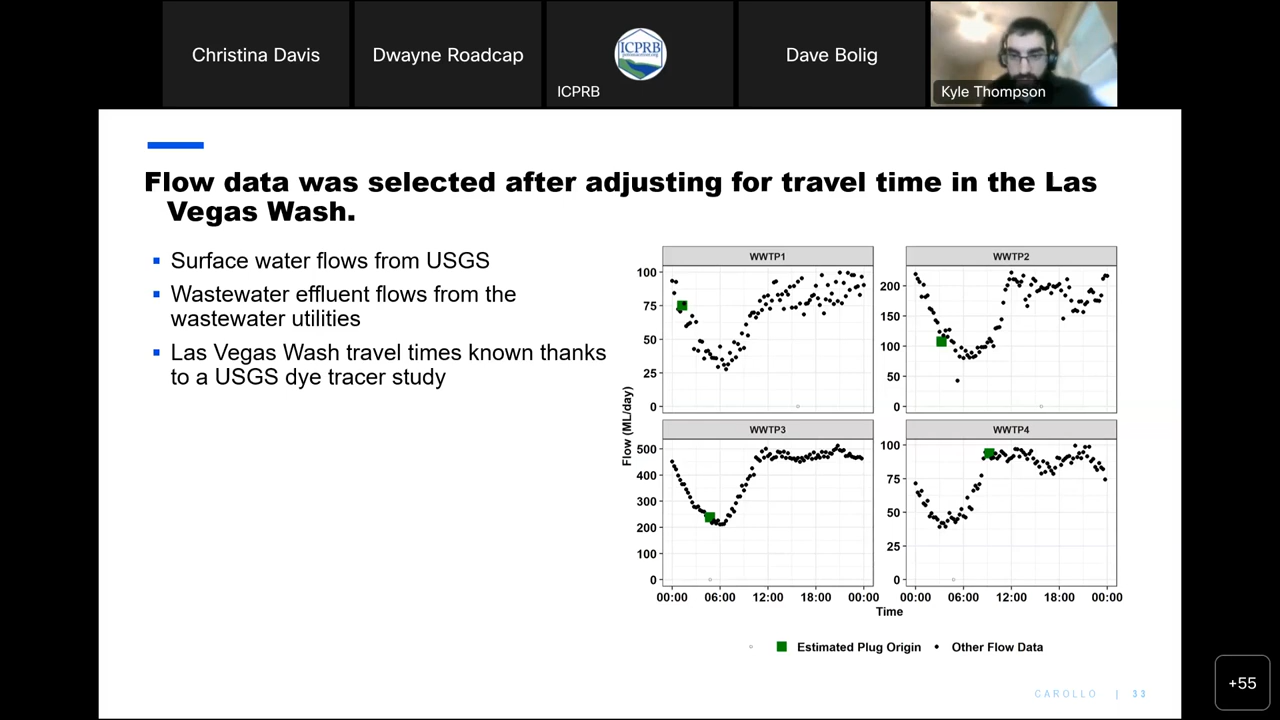 Christina Davis
Dwayne Roadcap
ICPRB
ICPRB
Dave Bolig
Kyle Thompson
Flow data was selected after adjusting for travel time in the Las
Vegas Wash.
Surface water flows from USGS
Wastewater effluent flows from the
wastewater utilities
Las Vegas Wash travel times known thanks
to a USGS dye tracer study
Flow (ML/day)
WWTP1
100
75
50
25
0
WWTP2
200
150
100
50
0
WWTP3
500
400
300
200
100
0
WWTP4
100
75
50
25
0
00:00 06:00 12:00 18:00 00:00
00:00 06:00 12:00 18:00 00:00
Time
Estimated Plug Origin
Other Flow Data
CAROLLO | 33
+55